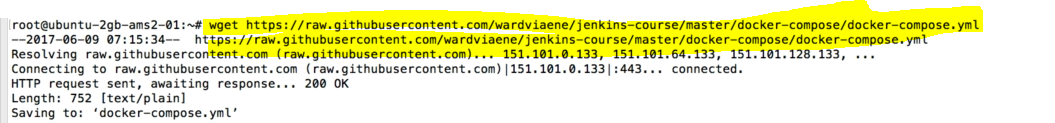 root@ubuntu-2gb-ams2-01:~# wget https://raw.githubusercontent.com/wardviaene/jenkins-course/master/docker-compose/docker-compose.yml
--2017-06-09 07:15:34--  https://raw.githubusercontent.com/wardviaene/jenkins-course/master/docker-compose/docker-compose.yml
Resolving raw.githubusercontent.com (raw.githubusercontent.com)... 151.101.0.133, 151.101.64.133, 151.101.128.133, ...
Connecting to raw.githubusercontent.com (raw.githubusercontent.com)|151.101.0.133|:443... connected.
HTTP request sent, awaiting response... 200 OK
Length: 752 [text/plain]
Saving to: ‘docker-compose.yml’